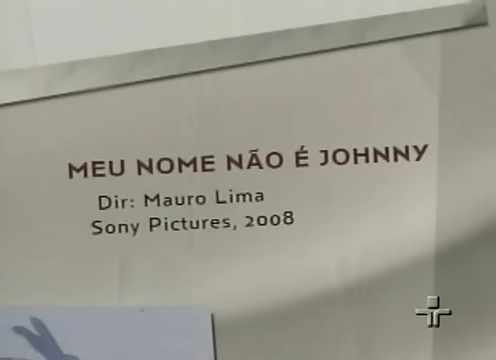 MEU NOME NÃO É JOHNNY
Dir: Mauro Lima
Sony Pictures, 2008